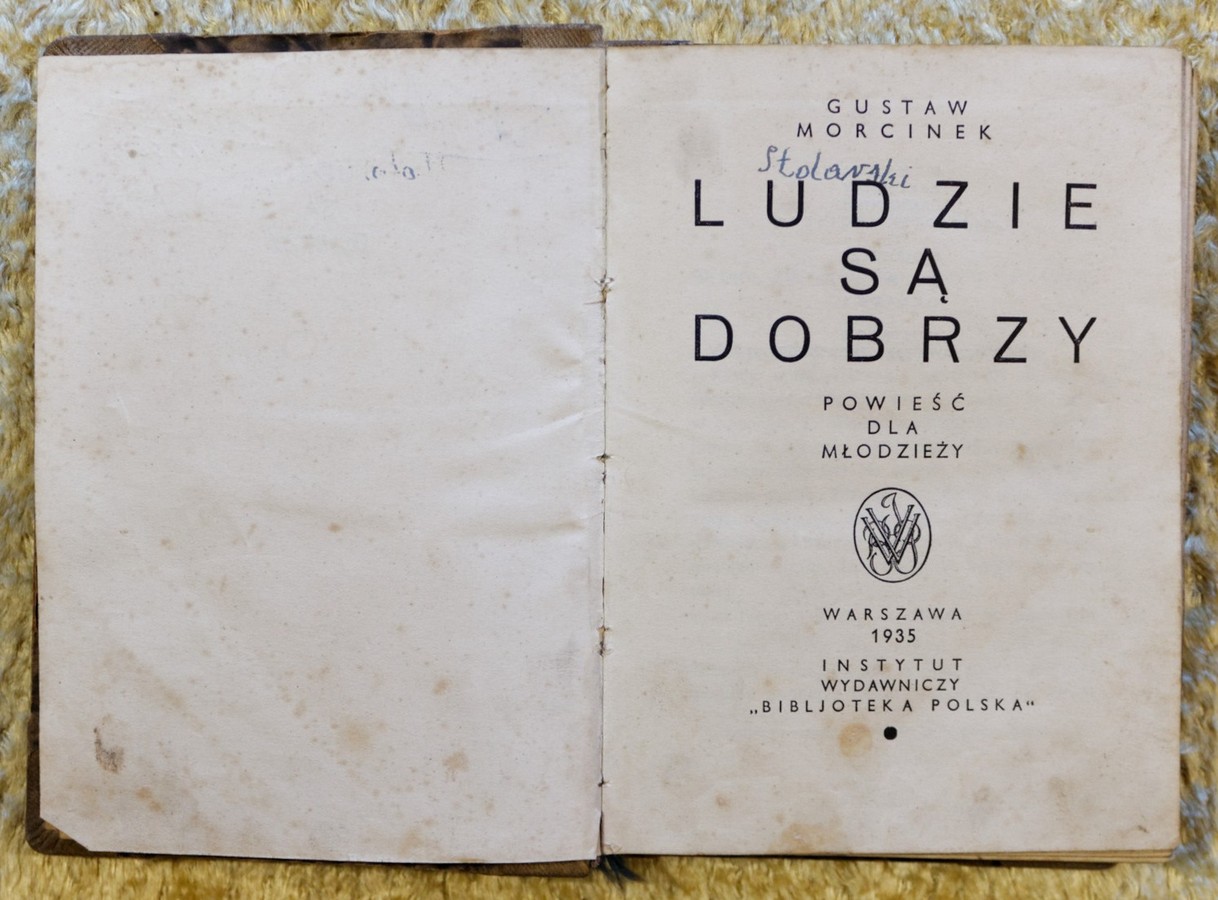 GUSTAW
MORCINEK
Stolarski
LUDZIE
SĄ
DOBRZY
POWIEŚĆ
DLA
MŁODZIEŻY
WARSZAWA
1935
INSTYTUT
WYDAWNICZY
„BIBLJOTEKA POLSKA“